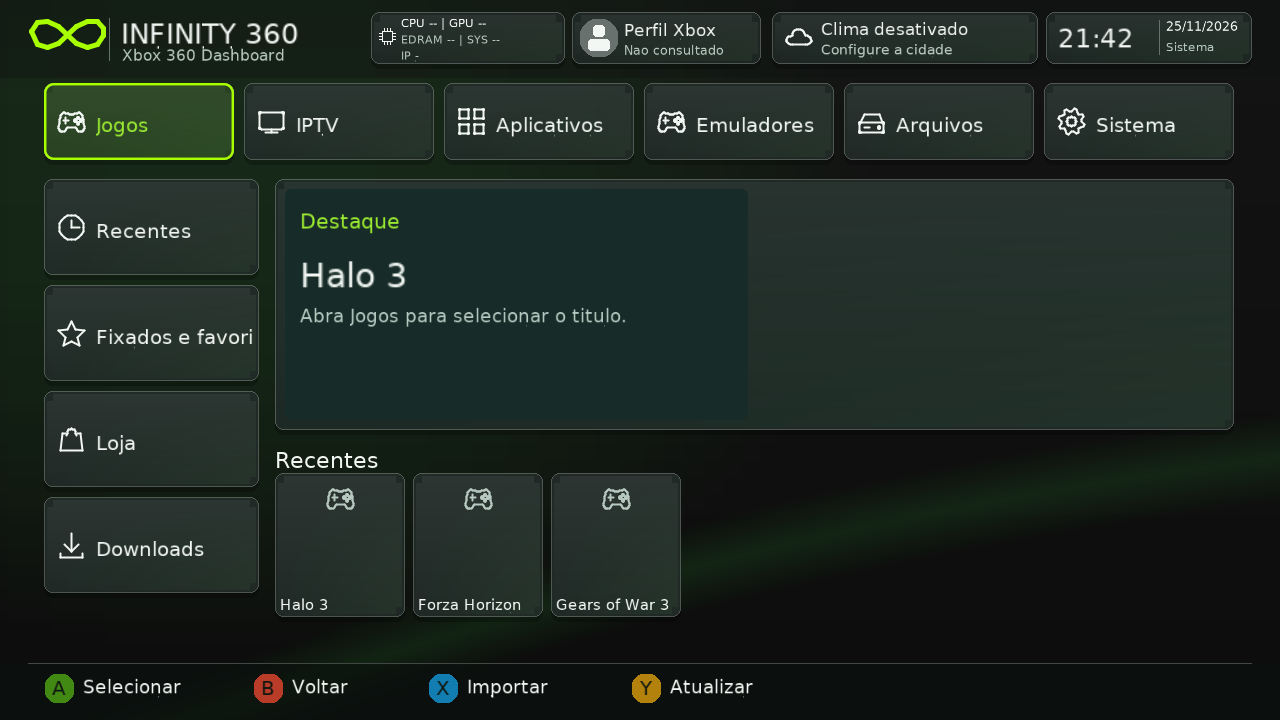 INFINITY 360
Xbox 360 Dashboard
CPU -- | GPU --
EDRAM -- | SYS --
IP -
Perfil Xbox
Nao consultado
Clima desativado
Configure a cidade
21:42
25/11/2026
Sistema
Jogos
IPTV
Aplicativos
Emuladores
Arquivos
Sistema
Recentes
Fixados e favori
Loja
Downloads
Destaque
Halo 3
Abra Jogos para selecionar o titulo.
Recentes
Halo 3
Forza Horizon
Gears of War 3
A Selecionar
B Voltar
X Importar
Y Atualizar